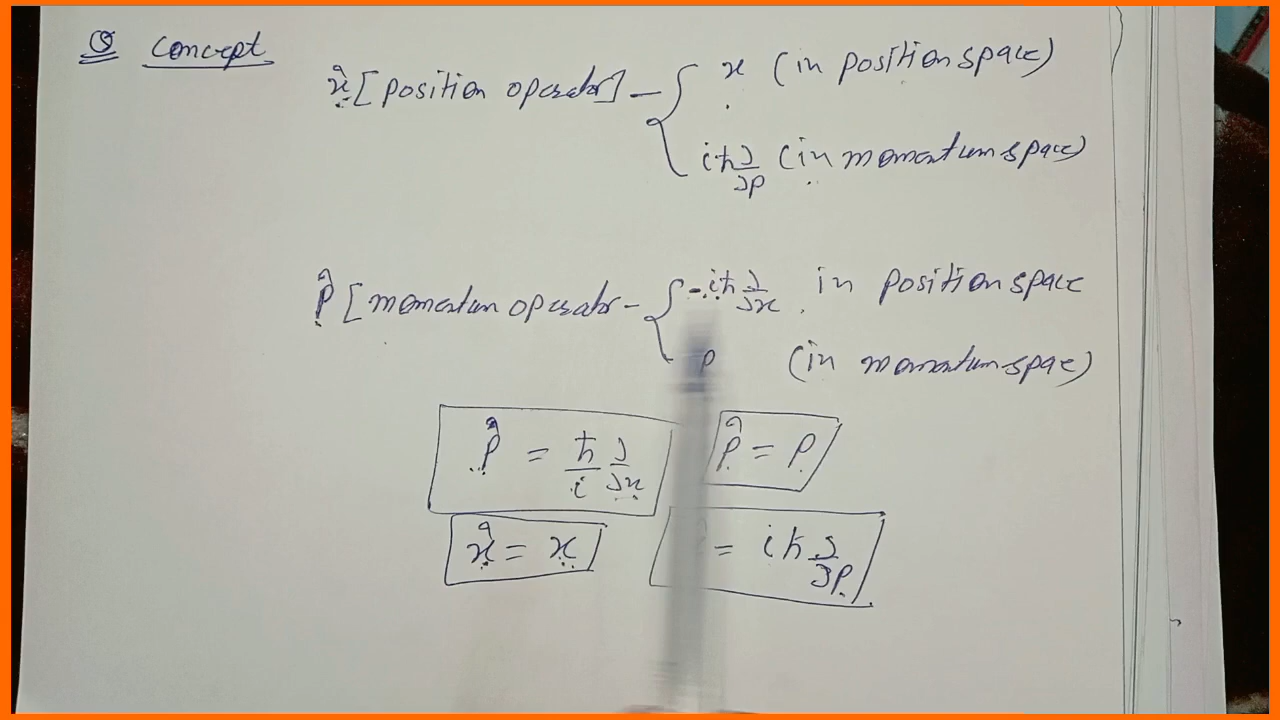 Q Concept
x̂ [position operator] – { x (in position space)
iħ ∂/∂p (in momentum space)
p̂ [momentum operator – { -iħ ∂/∂x in position space
p (in momentum space)
p̂ = ħ/i ∂/∂x p̂ = p
x̂ = x = iħ ∂/∂p